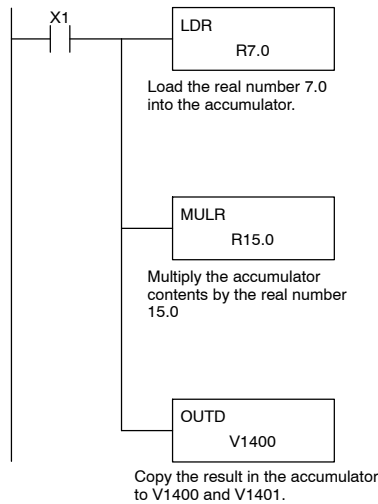 X1
LDR
R7.0
Load the real number 7.0
into the accumulator.
MULR
R15.0
Multiply the accumulator
contents by the real number
15.0
OUTD
V1400
Copy the result in the accumulator
to V1400 and V1401.